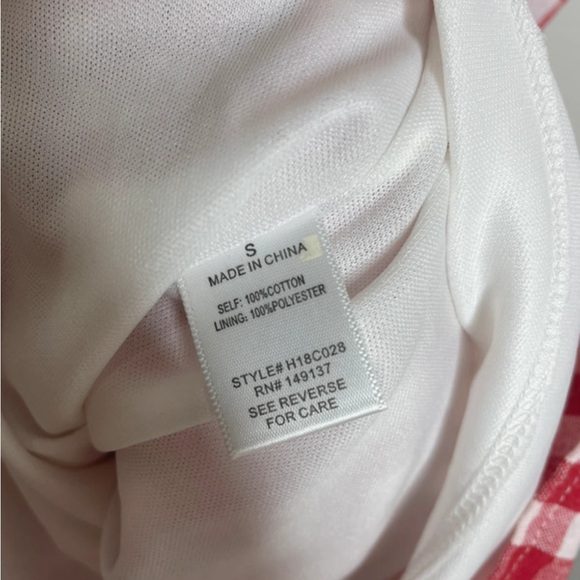 S
MADE IN CHINA
SELF: 100%COTTON
LINING: 100%POLYESTER
STYLE# H18C028
RN# 149137
SEE REVERSE
FOR CARE